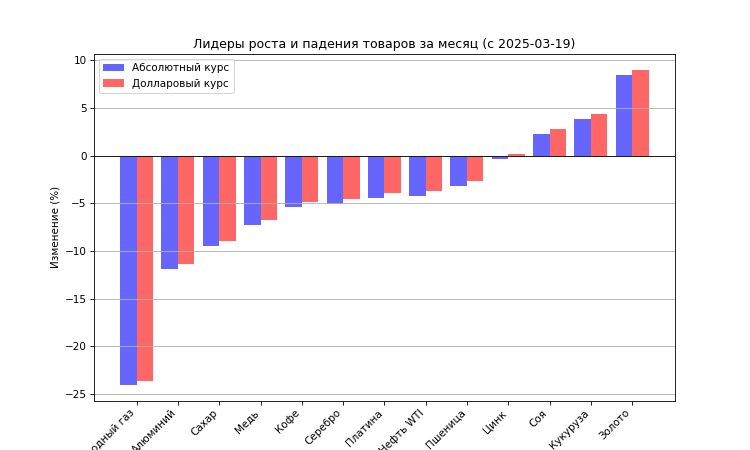 Лидеры роста и падения товаров за месяц (с 2025-03-19)
Абсолютный курс
Долларовый курс
Изменение (%)
10
5
0
−5
−10
−15
−20
−25
одный газ
Алюминий
Сахар
Медь
Кофе
Серебро
Платина
Нефть WTI
Пшеница
Цинк
Соя
Кукуруза
Золото